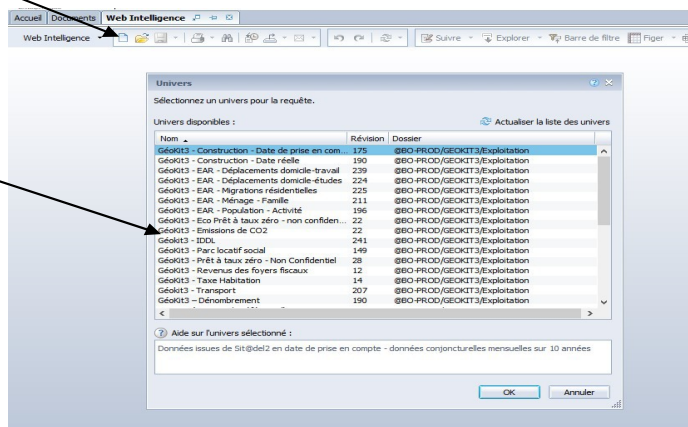 Accueil Documents Web Intelligence
Web Intelligence Suivre Explorer Barre de filtre Figer
Univers
Sélectionnez un univers pour la requête.
Univers disponibles : Actualiser la liste des univers
Nom Révision Dossier
GéoKit3 - Construction - Date de prise en com... 175 @BO-PROD/GEOKIT3/Exploitation
GéoKit3 - Construction - Date réelle 190 @BO-PROD/GEOKIT3/Exploitation
GéoKit3 - EAR - Déplacements domicile-travail 239 @BO-PROD/GEOKIT3/Exploitation
GéoKit3 - EAR - Déplacements domicile-études 224 @BO-PROD/GEOKIT3/Exploitation
GéoKit3 - EAR - Migrations résidentielles 225 @BO-PROD/GEOKIT3/Exploitation
GéoKit3 - EAR - Ménage - Famille 211 @BO-PROD/GEOKIT3/Exploitation
GéoKit3 - EAR - Population - Activité 196 @BO-PROD/GEOKIT3/Exploitation
GéoKit3 - Eco Prêt à taux zéro - non confiden... 22 @BO-PROD/GEOKIT3/Exploitation
GéoKit3 - Emissions de CO2 22 @BO-PROD/GEOKIT3/Exploitation
Géokit3 - IDDL 241 @BO-PROD/GEOKIT3/Exploitation
GéoKit3 - Parc locatif social 149 @BO-PROD/GEOKIT3/Exploitation
GéoKit3 - Prêt à taux zéro - Non Confidentiel 28 @BO-PROD/GEOKIT3/Exploitation
GéoKit3 - Revenus des foyers fiscaux 12 @BO-PROD/GEOKIT3/Exploitation
GéoKit3 - Taxe Habitation 14 @BO-PROD/GEOKIT3/Exploitation
GéoKit3 - Transport 207 @BO-PROD/GEOKIT3/Exploitation
GéoKit3 – Dénombrement 190 @BO-PROD/GEOKIT3/Exploitation
Aide sur l'univers sélectionné :
Données issues de Sit@del2 en date de prise en compte - données conjoncturelles mensuelles sur 10 années
OK Annuler